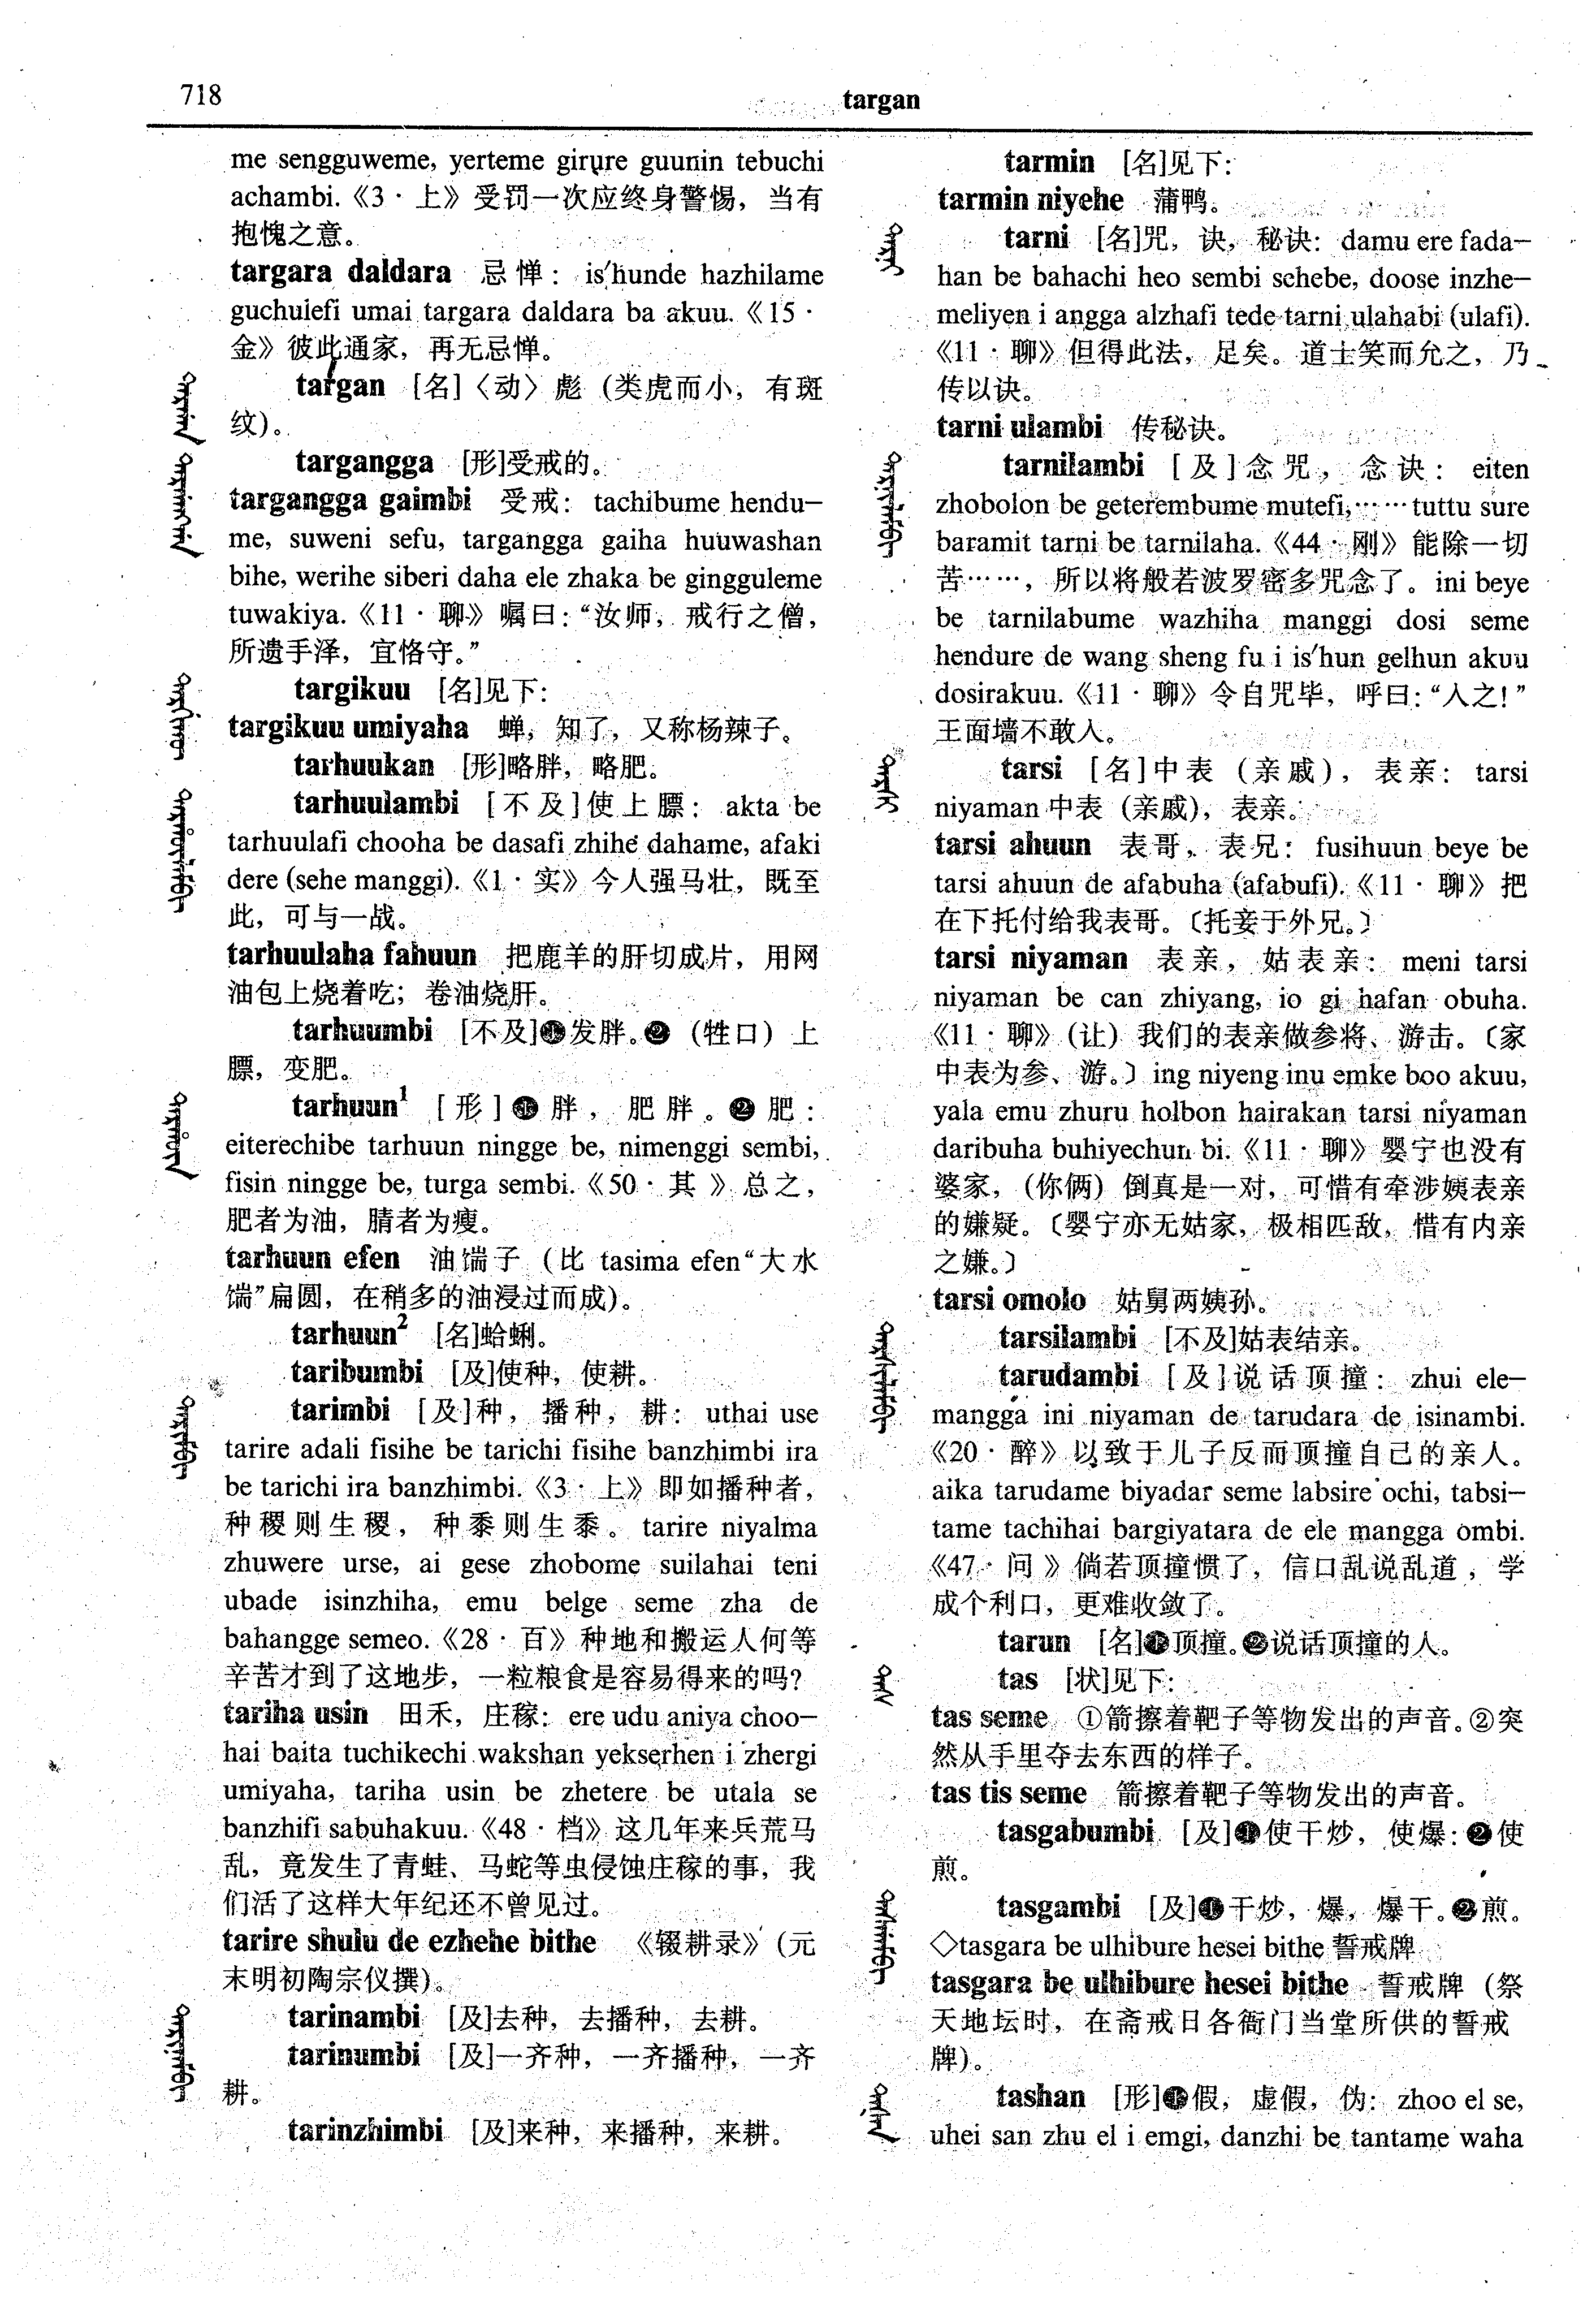 718
targan
me sengguweme, yerteme girure guunin tebuchi
achambi.《3·上》受罚一次应终身警惕，当有
抱愧之意。
targara daldara 忌惮：is'hunde hazhilame
guchulefi umai targara daldara ba akuu.《15·
金》彼此通家，再无忌惮。
targan [名]〈动〉彪（类虎而小，有斑
纹）。
targangga [形]受戒的。
targangga gaimbi 受戒：tachibume hendu–
me, suweni sefu, targangga gaiha huuwashan
bihe, werihe siberi daha ele zhaka be gingguleme
tuwakiya.《11·聊》嘱曰：“汝师，戒行之僧，
所遗手泽，宜恪守。”
targikuu [名]见下：
targikuu umiyaha 蝉，知了，又称杨辣子。
tarhuukan [形]略胖，略肥。
tarhuulambi [不及]使上膘：akta be
tarhuulafi chooha be dasafi zhihe dahame, afaki
dere (sehe manggi).《1·实》今人强马壮，既至
此，可与一战。
tarhuulaha fahuun 把鹿羊的肝切成片，用网
油包上烧着吃；卷油烧肝。
tarhuumbi [不及]❶发胖。❷（牲口）上
膘，变肥。
tarhuun¹ [形]❶胖，肥胖。❷肥：
eiterechibe tarhuun ningge be, nimenggi sembi,
fisin ningge be, turga sembi.《50·其》总之，
肥者为油，腈者为瘦。
tarhuun efen 油馓子（比 tasima efen“大水
馓”扁圆，在稍多的油浸过而成）。
tarhuun² [名]蛤蜊。
taribumbi [及]使种，使耕。
tarimbi [及]种，播种，耕：uthai use
tarire adali fisihe be tarichi fisihe banzhimbi ira
be tarichi ira banzhimbi.《3·上》即如播种者，
种稷则生稷，种黍则生黍。tarire niyalma
zhuwere urse, ai gese zhobome suilahai teni
ubade isinzhiha, emu belge seme zha de
bahangge semeo.《28·百》种地和搬运人何等
辛苦才到了这地步，一粒粮食是容易得来的吗？
tariha usin 田禾，庄稼：ere udu aniya choo–
hai baita tuchikechi wakshan yekserhen i zhergi
umiyaha, tariha usin be zhetere be utala se
banzhifi sabuhakuu.《48·档》这几年来兵荒马
乱，竟发生了青蛙、马蛇等虫侵蚀庄稼的事，我
们活了这样大年纪还不曾见过。
tarire shulu de ezhehe bithe 《辍耕录》（元
末明初陶宗仪撰）。
tarinambi [及]去种，去播种，去耕。
tarinumbi [及]一齐种，一齐播种，一齐
耕。
tarinzhimbi [及]来种，来播种，来耕。
tarmin [名]见下：
tarmin niyehe 蒲鸭。
tarni [名]咒，诀，秘诀：damu ere fada–
han be bahachi heo sembi schebe, doose inzhe–
meliyen i angga alzhafi tede tarni ulahabi (ulafi).
《11·聊》但得此法，足矣。道士笑而允之，乃
传以诀。
tarni ulambi 传秘诀。
tarnilambi [及]念咒，念诀：eiten
zhobolon be geterembume mutefi,……tuttu sure
baramit tarni be tarnilaha.《44·刚》能除一切
苦……，所以将般若波罗密多咒念了。ini beye
be tarnilabume wazhiha manggi dosi seme
hendure de wang sheng fu i is'hun gelhun akuu
dosirakuu.《11·聊》令自咒毕，呼曰：“人之！”
王面墙不敢人。
tarsi [名]中表（亲戚），表亲：tarsi
niyaman 中表（亲戚），表亲。
tarsi ahuun 表哥，表兄：fusihuun beye be
tarsi ahuun de afabuha (afabufi).《11·聊》把
在下托付给我表哥。〔托妾于外兄。〕
tarsi niyaman 表亲，姑表亲：meni tarsi
niyaman be can zhiyang, io gi hafan obuha.
《11·聊》（让）我们的表亲做参将、游击。〔家
中表为参、游。〕ing niyeng inu emke boo akuu,
yala emu zhuru holbon hairakan tarsi niyaman
daribuha buhiyechun bi.《11·聊》婴宁也没有
婆家，（你俩）倒真是一对，可惜有牵涉姨表亲
的嫌疑。〔婴宁亦无姑家，极相匹敌，惜有内亲
之嫌。〕
tarsi omolo 姑舅两姨孙。
tarsilambi [不及]姑表结亲。
tarudambi [及]说话顶撞：zhui ele–
mangga ini niyaman de tarudara de isinambi.
《20·醉》以致于儿子反而顶撞自己的亲人。
aika tarudame biyadar seme labsire ochi, tabsi–
tame tachihai bargiyatara de ele mangga ombi.
《47·问》倘若顶撞惯了，信口乱说乱道，学
成个利口，更难收敛了。
tarun [名]❶顶撞。❷说话顶撞的人。
tas [状]见下：
tas seme ①箭擦着靶子等物发出的声音。②突
然从手里夺去东西的样子。
tas tis seme 箭擦着靶子等物发出的声音。
tasgabumbi [及]❶使干炒，使爆：❷使
煎。
tasgambi [及]❶干炒，爆，爆干。❷煎。
◇tasgara be ulhibure hesei bithe 誓戒牌
tasgara be ulhibure hesei bithe 誓戒牌（祭
天地坛时，在斋戒日各衙门当堂所供的誓戒
牌）。
tashan [形]❶假，虚假，伪：zhoo el se,
uhei san zhu el i emgi, danzhi be tantame waha